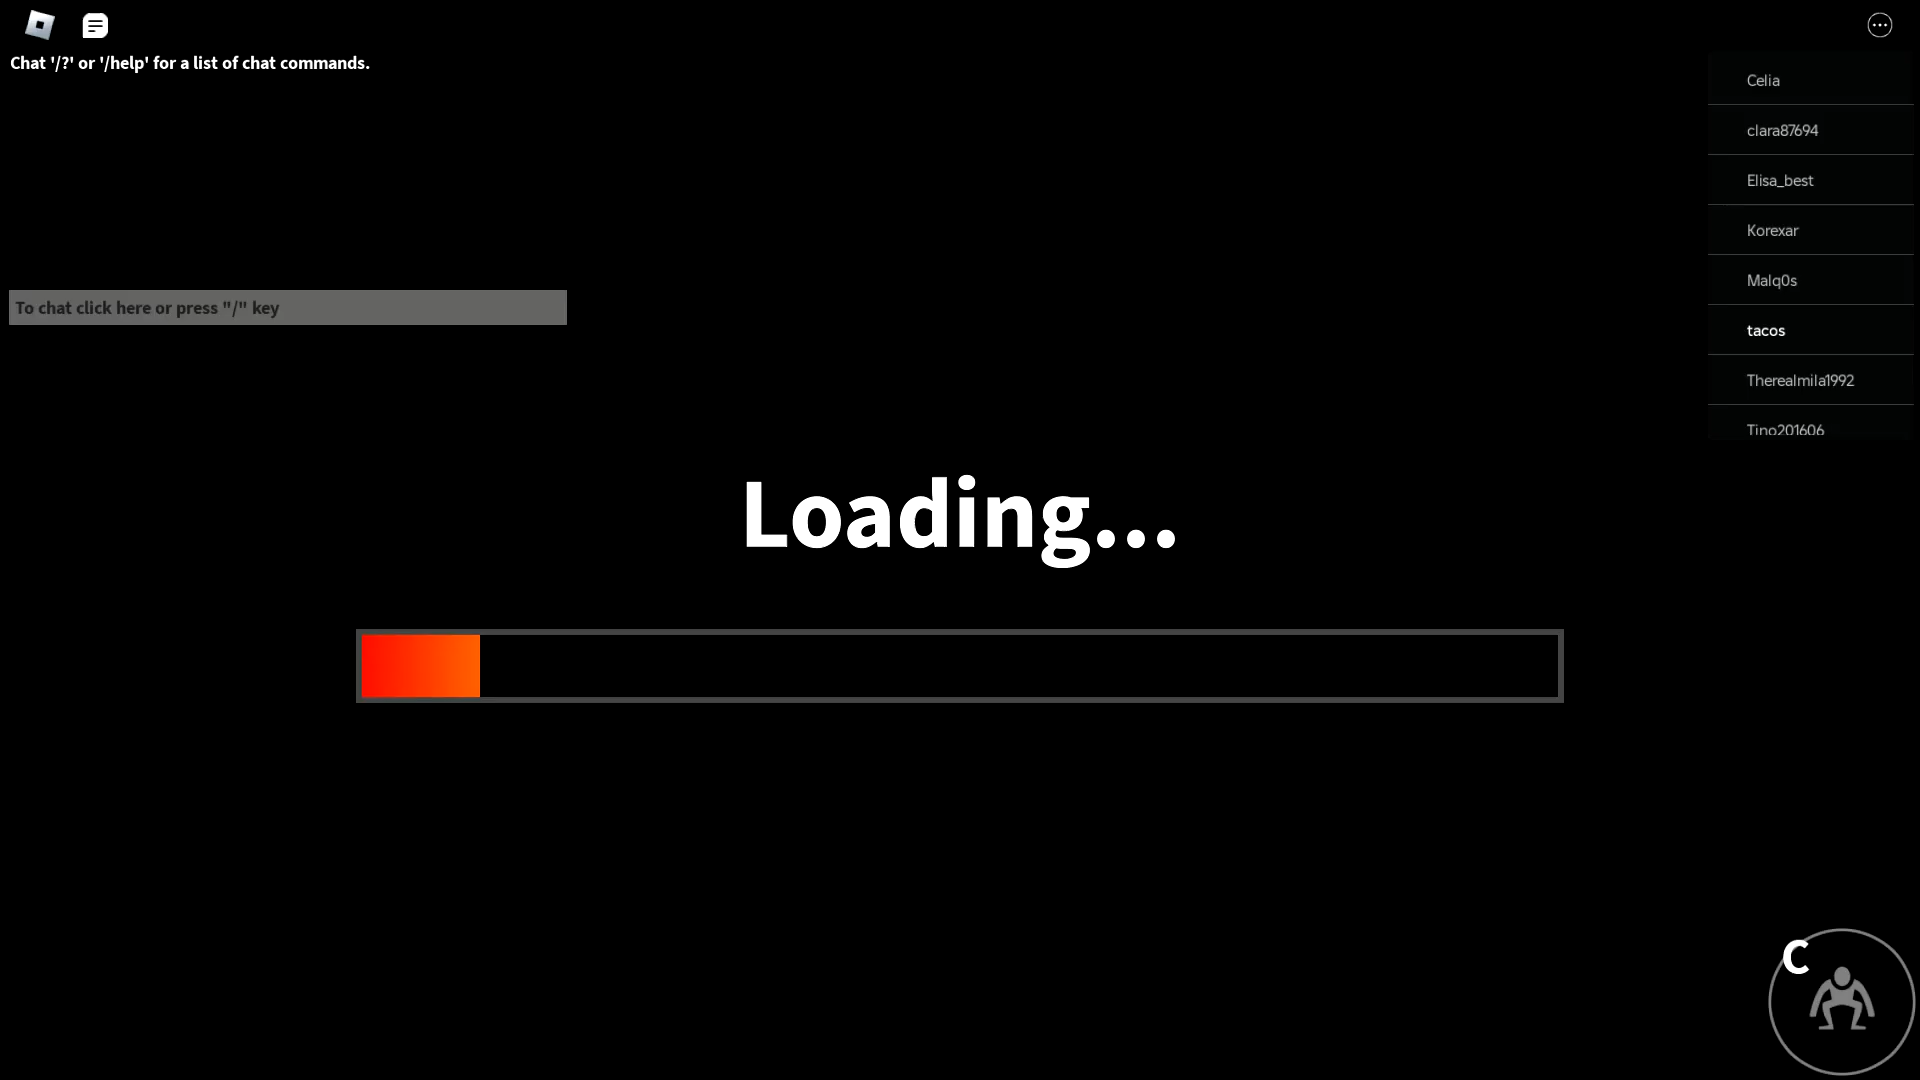 Chat '/?' or '/help' for a list of chat commands.
Celia
clara87694
Elisa_best
Korexar
To chat click here or press "/" key
Malq0s
tacos
Therealmila1992
Tino201606
Loading...
C